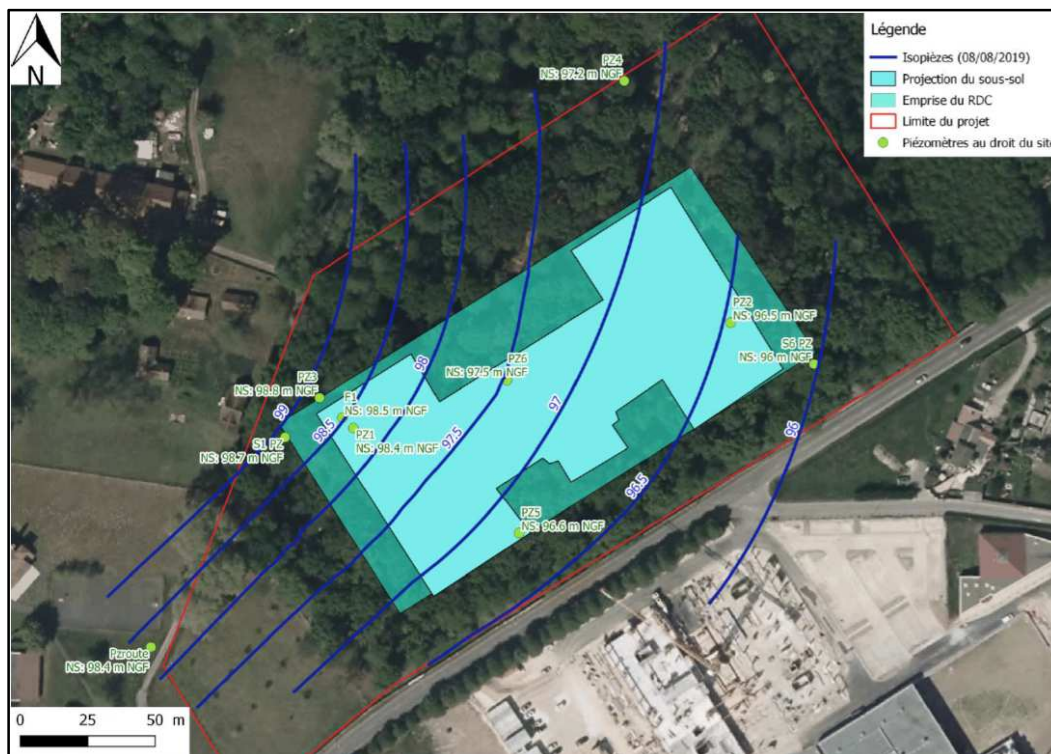 N
PZ4
NS: 97.2 m NGF
Légende
Isopièzes (08/08/2019)
Projection du sous-sol
Emprise du RDC
Limite du projet
Piézomètres au droit du site
PZ2
NS: 96.5 m NGF
S6 PZ
NS: 96 m NGF
PZ6
NS: 97.5 m NGF
98
PZ3
NS: 98.8 m NGF
99
F1
NS: 98.5 m NGF
98.5
PZ1
NS: 98.4 m NGF
S1 PZ
NS: 98.7 m NGF
97.5
97
96
96.5
PZ5
NS: 96.6 m NGF
Pzroute
NS: 98.4 m NGF
0 25 50 m